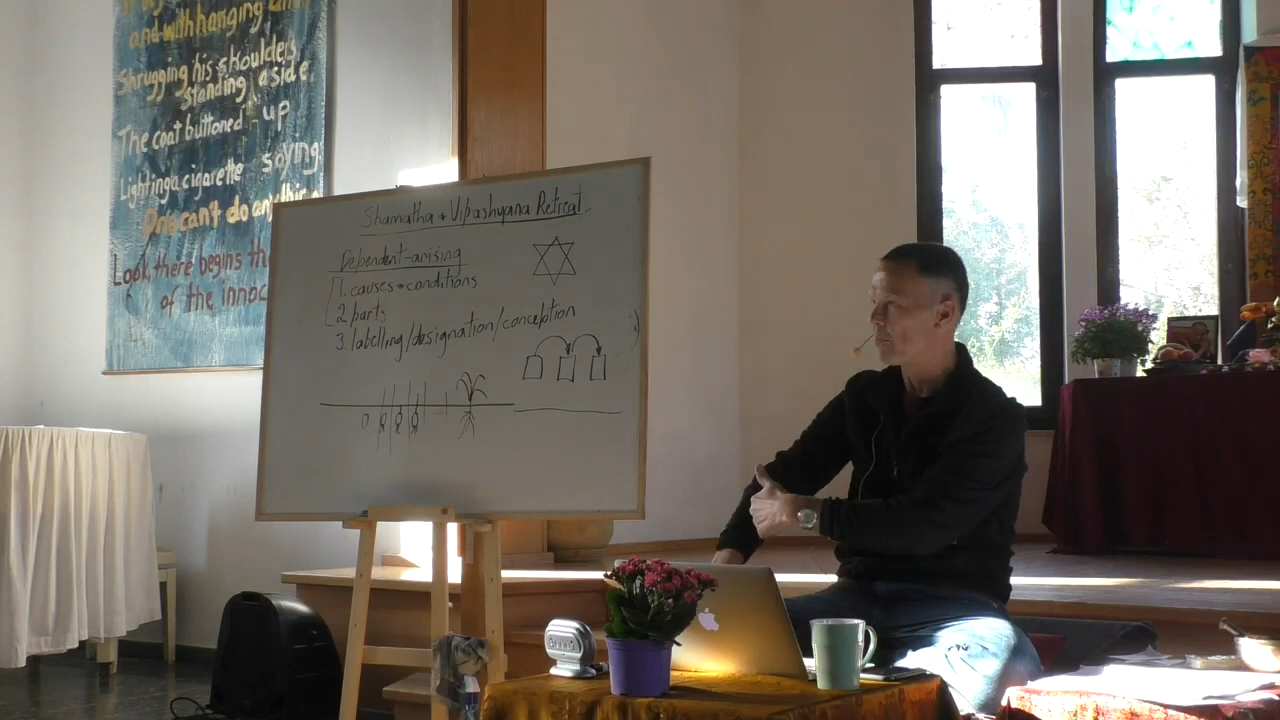 and with hanging
Shrugging his shoulders,
standing aside,
The coat buttoned - up
Lighting a cigarette saying:
One can't do anything
Look, there begins the
of the innoc
Shamatha + Vipashyana Retreat
Dependent-arising
1. causes + conditions
2 parts
3. labelling/designation/conception